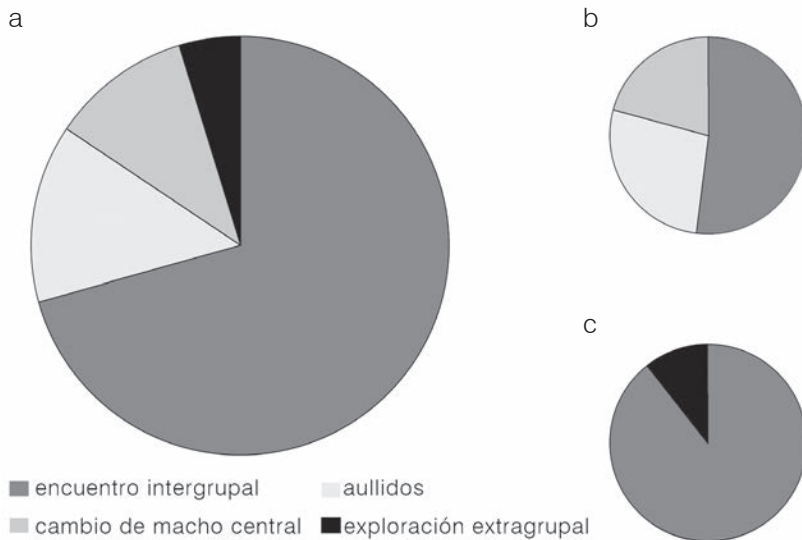 a
b
c
encuentro intergrupal
aullidos
cambio de macho central
exploración extragrupal